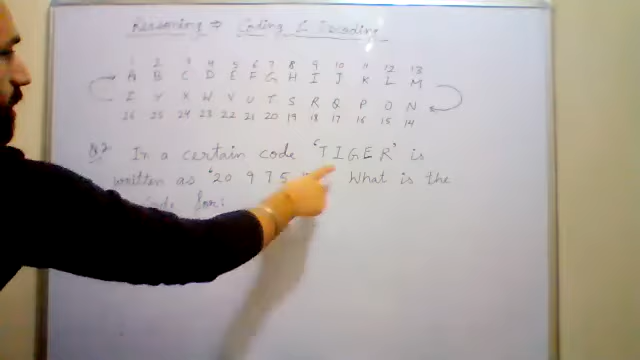 Reasoning ⇒ Coding & Decoding
1 2 3 4 5 6 7 8 9 10 11 12 13
A B C D E F G H I J K L M
Z Y X W V U T S R Q P O N
26 25 24 23 22 21 20 19 18 17 16 15 14
Q2 In a certain code 'TIGER' is
written as '20 9 7 5 What is the
code for: